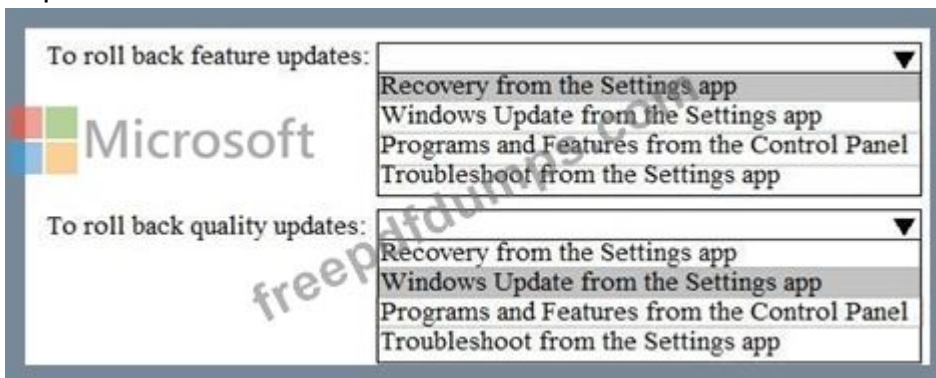 To roll back feature updates:
Recovery from the Settings app
Windows Update from the Settings app
Programs and Features from the Control Panel
Troubleshoot from the Settings app
Microsoft
To roll back quality updates:
Recovery from the Settings app
Windows Update from the Settings app
Programs and Features from the Control Panel
Troubleshoot from the Settings app
freepdfdumps.com